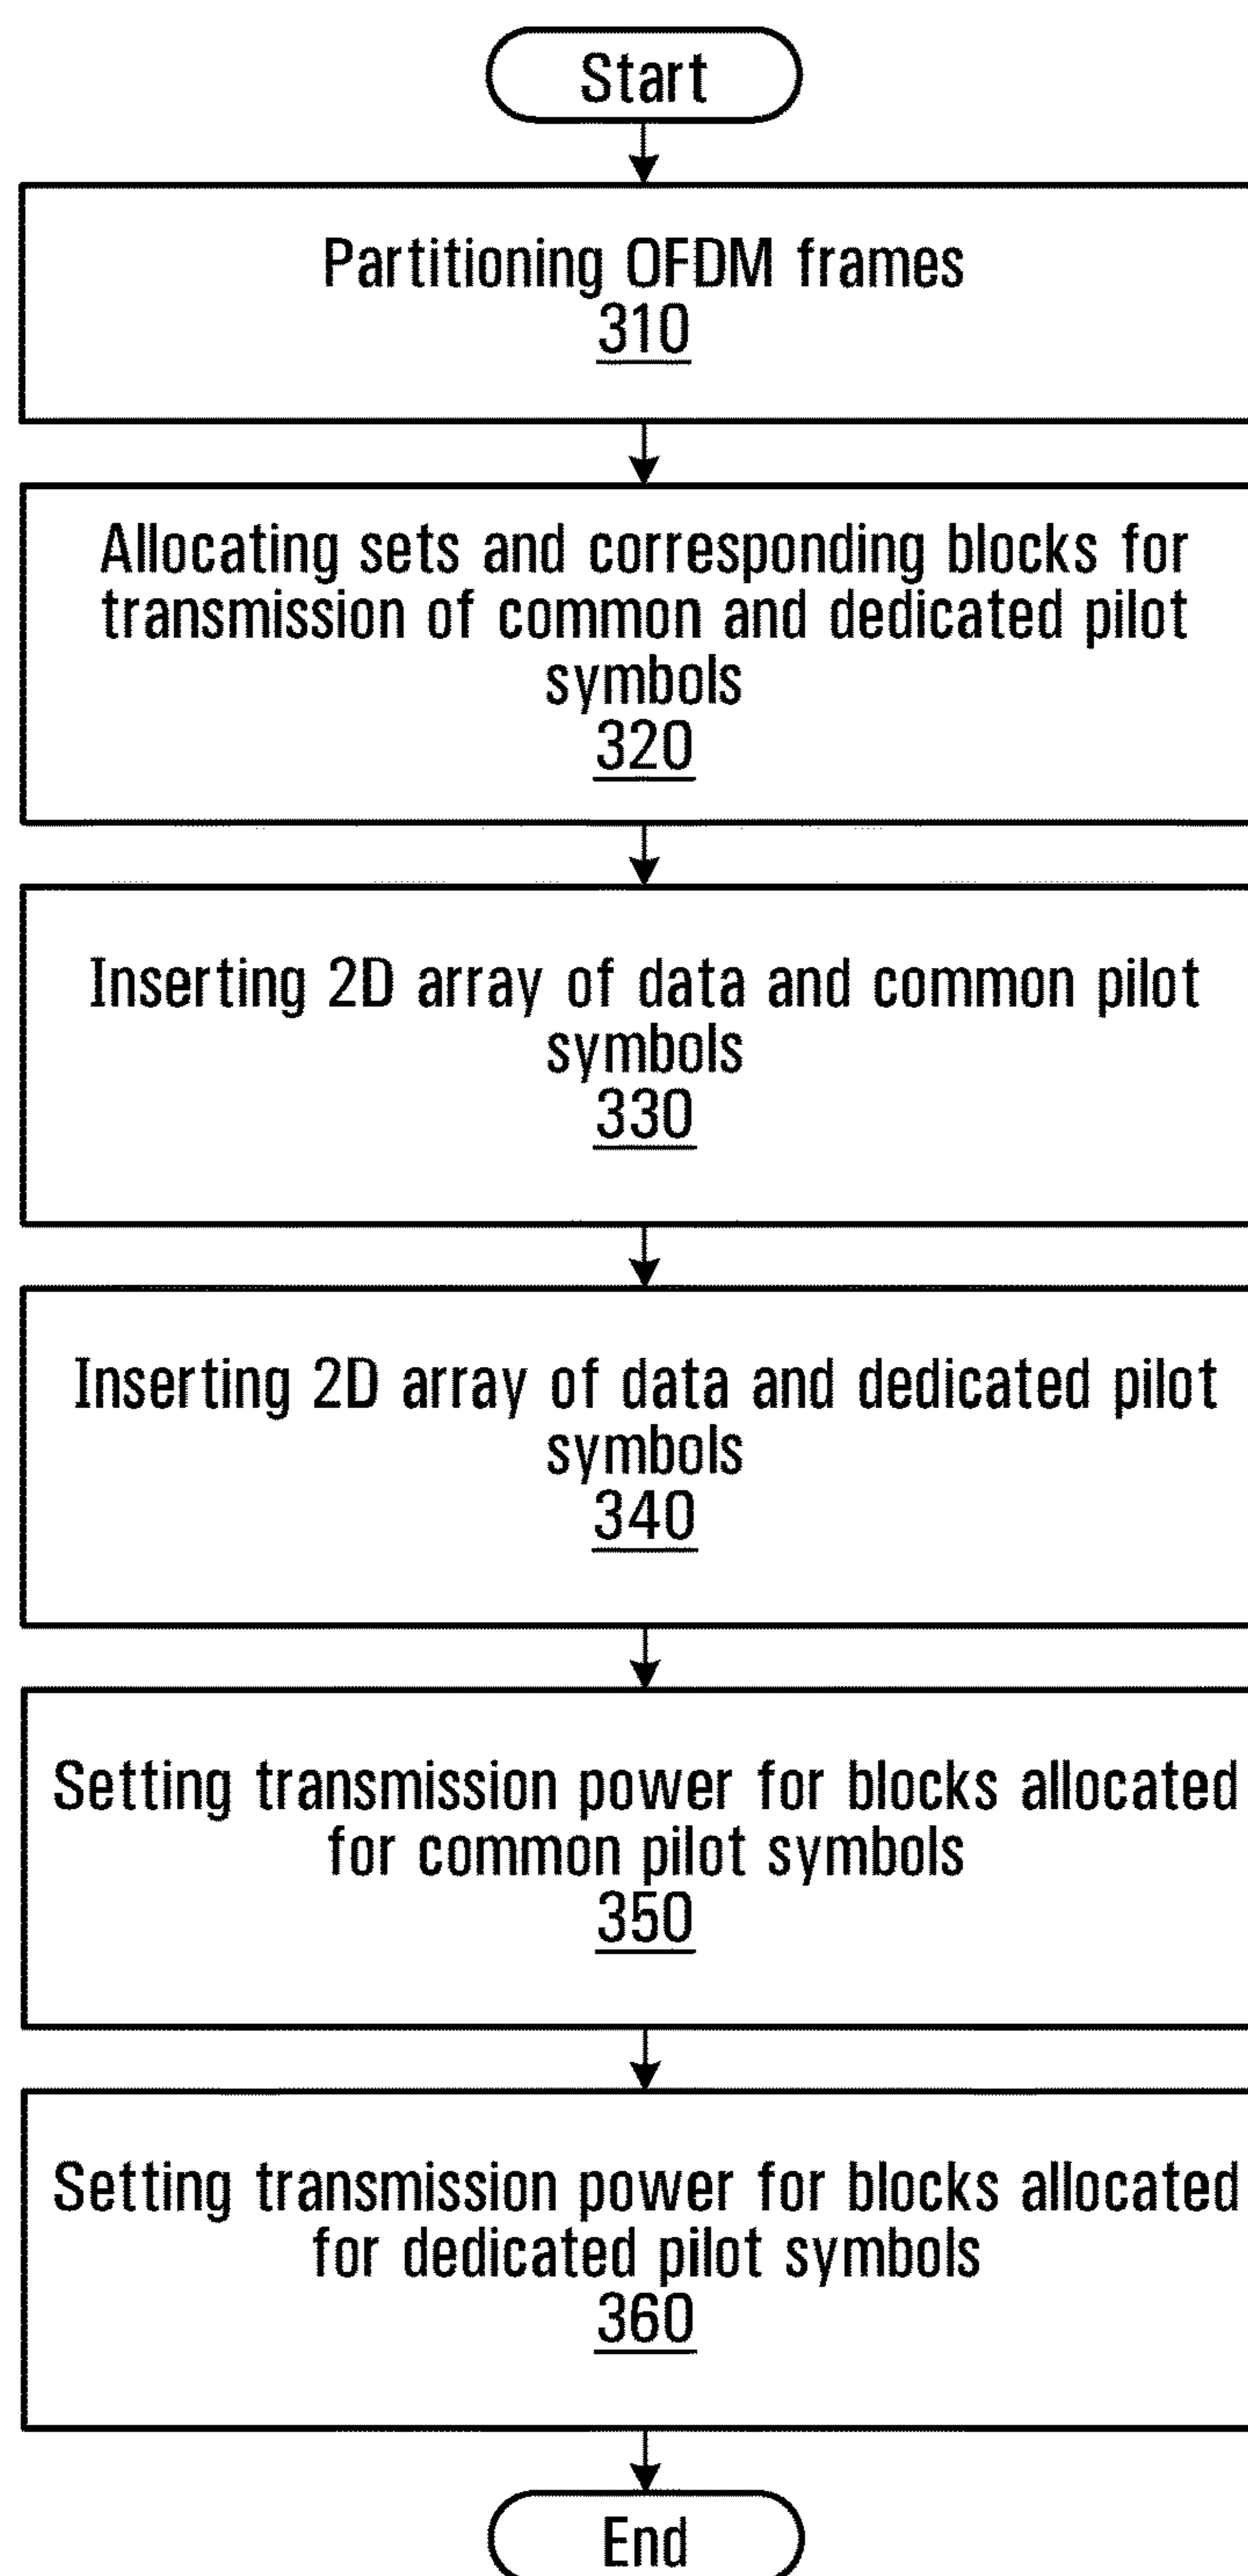 Start
Partitioning OFDM frames
310
Allocating sets and corresponding blocks for
transmission of common and dedicated pilot
symbols
320
Inserting 2D array of data and common pilot
symbols
330
Inserting 2D array of data and dedicated pilot
symbols
340
Setting transmission power for blocks allocated
for common pilot symbols
350
Setting transmission power for blocks allocated
for dedicated pilot symbols
360
End